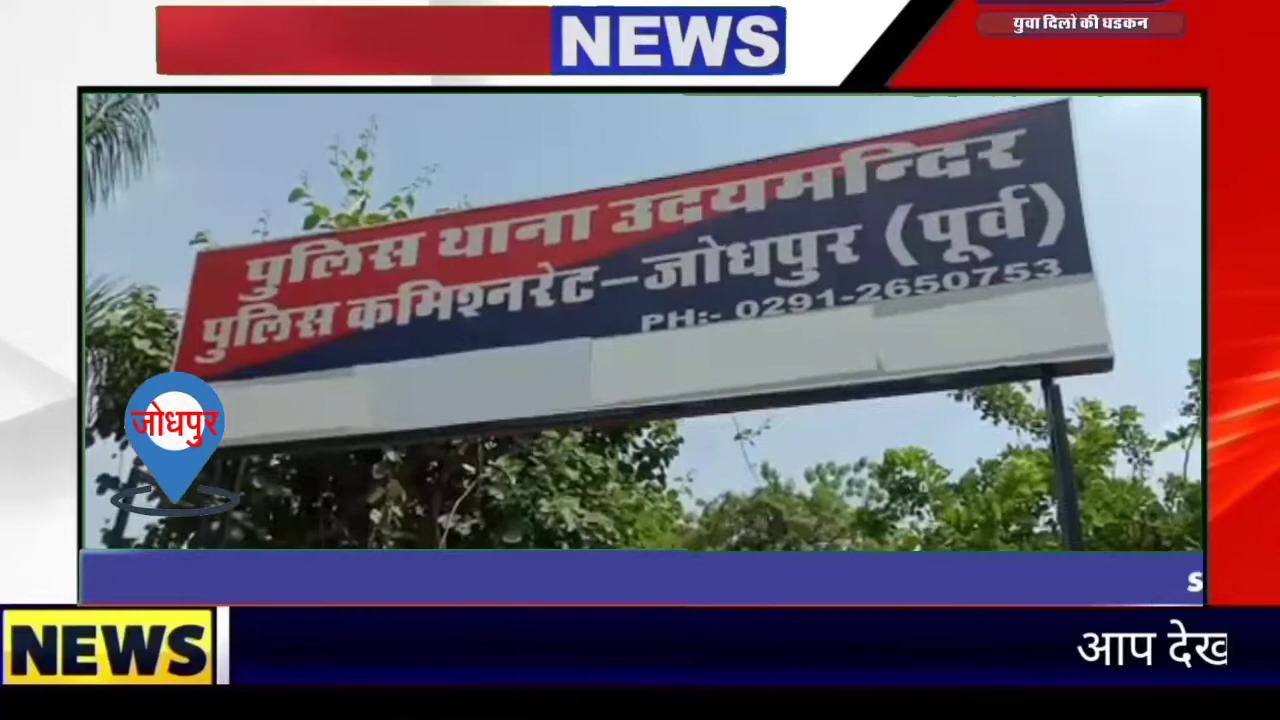 NEWS
युवा दिलो की धडकन
पुलिस थाना उदयमन्दिर
पुलिस कमिश्नरेट-जोधपुर (पूर्व)
PH:- 0291-2650753
जोधपुर
S
NEWS
आप देख